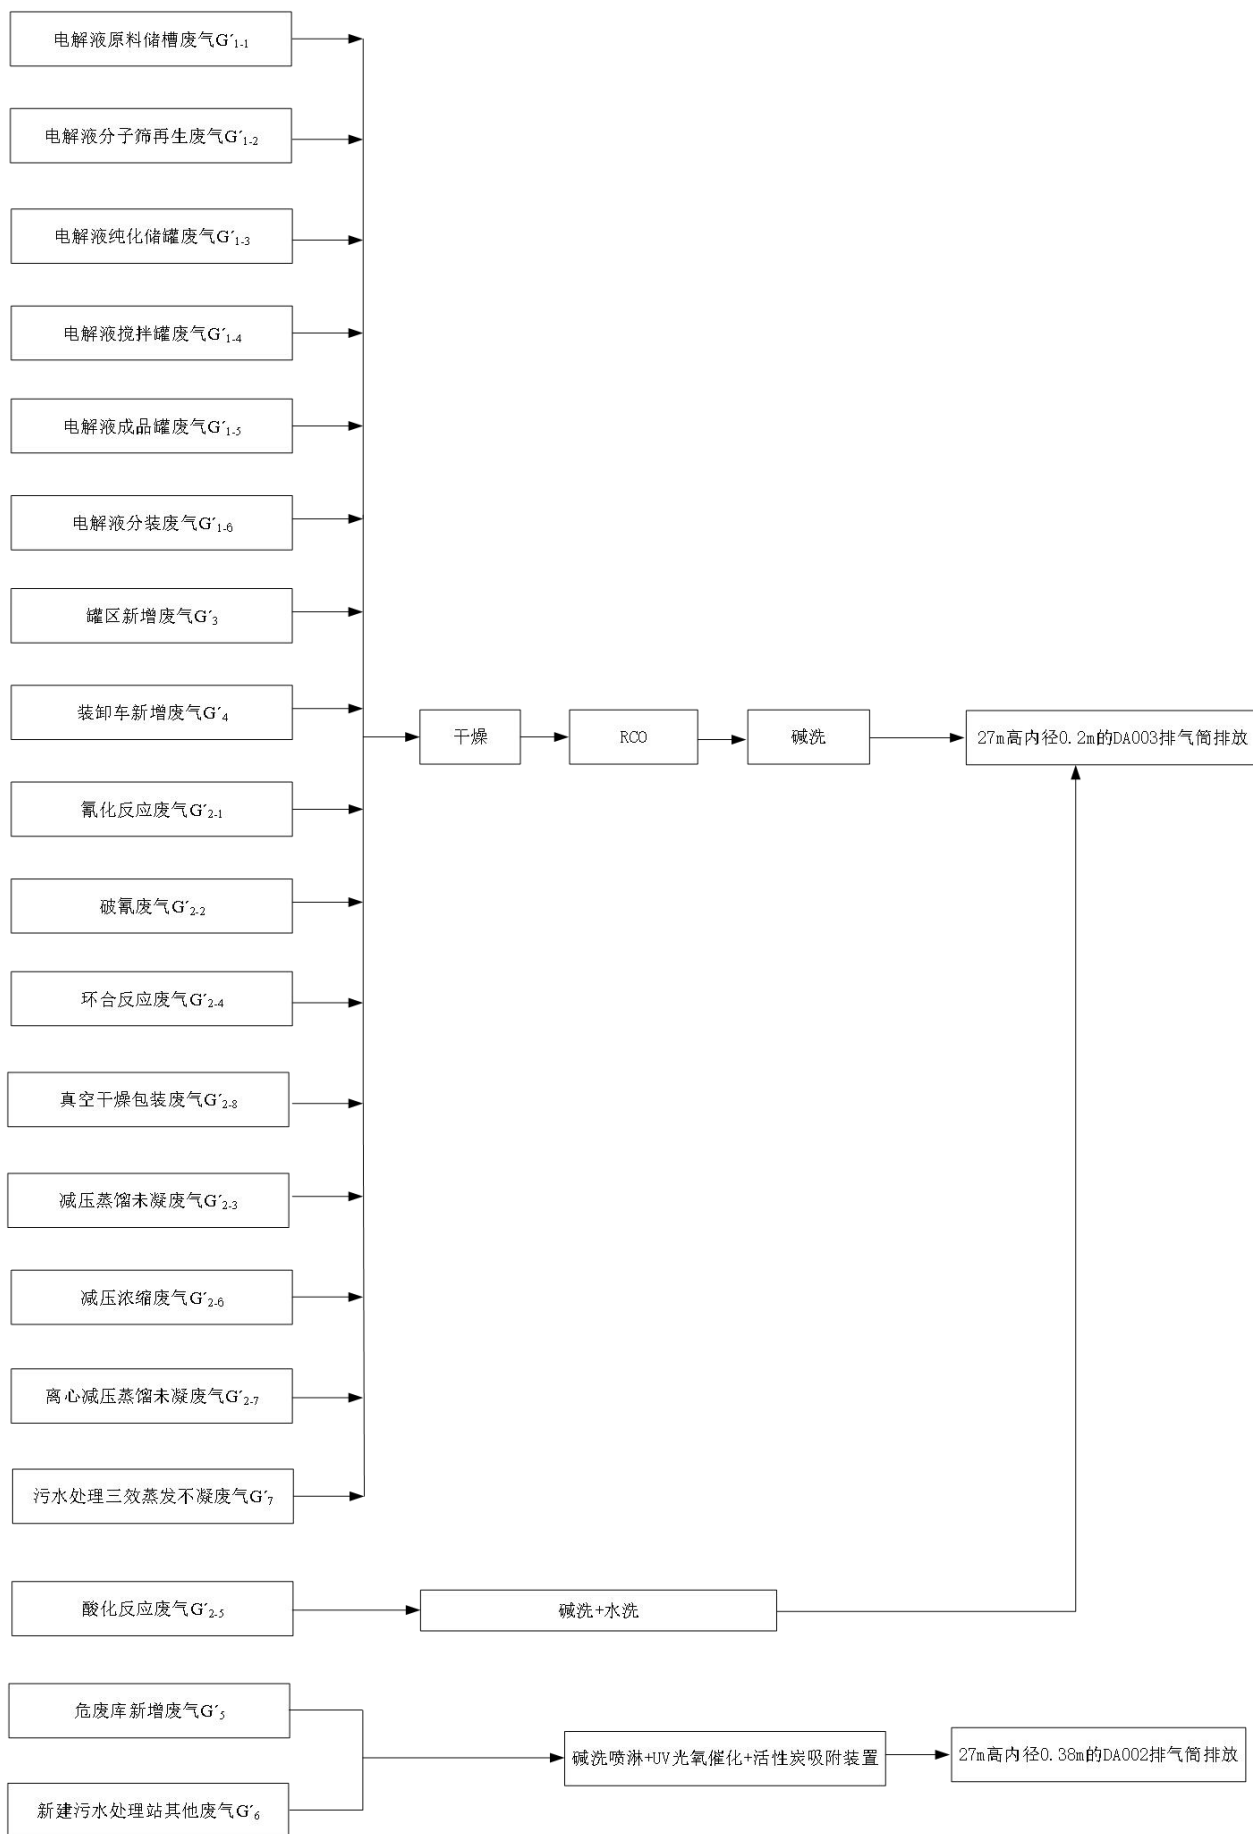 电解液原料储槽废气G′1-1
电解液分子筛再生废气G′1-2
电解液纯化储罐废气G′1-3
电解液搅拌罐废气G′1-4
电解液成品罐废气G′1-5
电解液分装废气G′1-6
罐区新增废气G′3
装卸车新增废气G′4
干燥
RCO
碱洗
27m高内径0.2m的DA003排气筒排放
氰化反应废气G′2-1
破氰废气G′2-2
环合反应废气G′2-4
真空干燥包装废气G′2-8
减压蒸馏未凝废气G′2-3
减压浓缩废气G′2-6
离心减压蒸馏未凝废气G′2-7
污水处理三效蒸发不凝废气G′7
酸化反应废气G′2-5
碱洗+水洗
危废库新增废气G′5
碱洗喷淋+UV光氧催化+活性炭吸附装置
27m高内径0.38m的DA002排气筒排放
新建污水处理站其他废气G′6